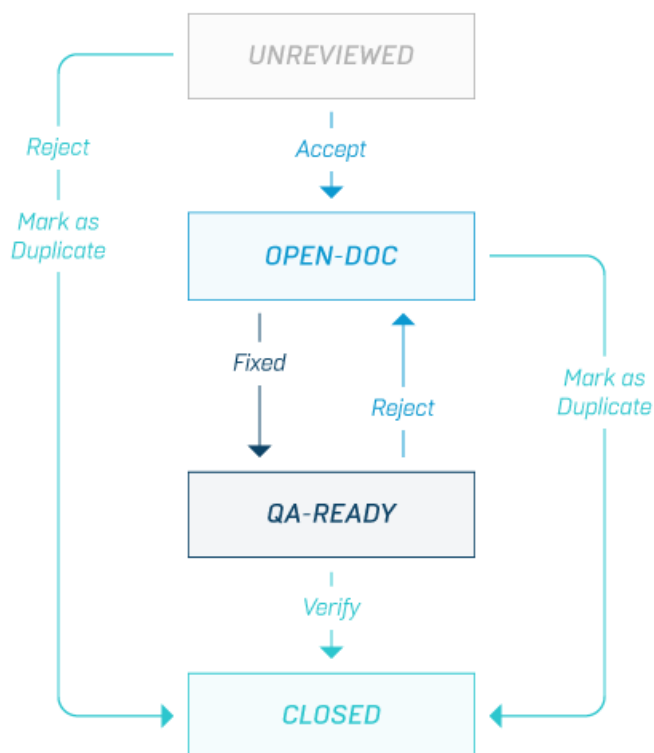 UNREVIEWED
Reject
Accept
Mark as
Duplicate
OPEN-DOC
Fixed
Mark as
Duplicate
Reject
QA-READY
Verify
CLOSED